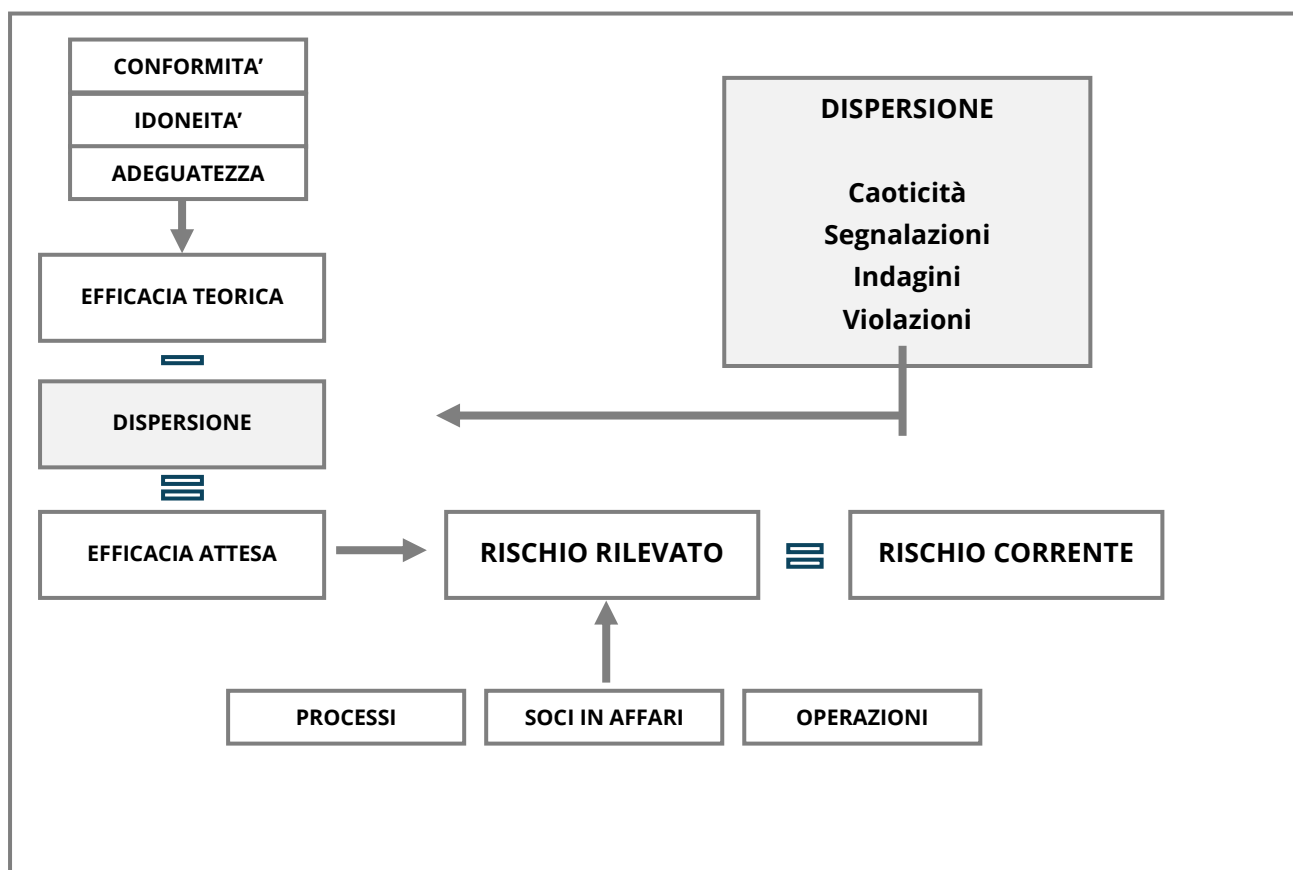 CONFORMITA’
IDONEITA’
ADEGUATEZZA
EFFICACIA TEORICA
DISPERSIONE
EFFICACIA ATTESA
DISPERSIONE
Caoticità
Segnalazioni
Indagini
Violazioni
RISCHIO RILEVATO
RISCHIO CORRENTE
PROCESSI
SOCI IN AFFARI
OPERAZIONI